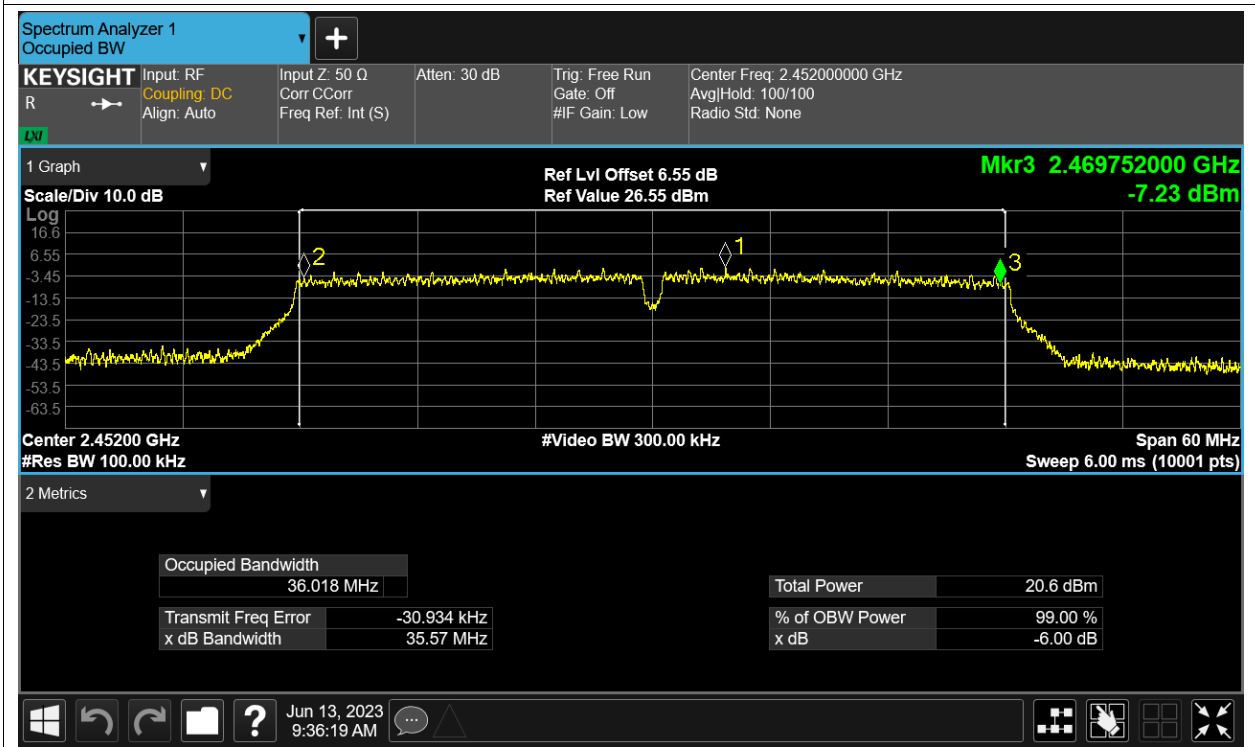 Spectrum Analyzer 1
Occupied BW
KEYSIGHT
R
LXI
Input: RF
Coupling: DC
Align: Auto
Input Z: 50 Ω
Corr CCorr
Freq Ref: Int (S)
Atten: 30 dB
Trig: Free Run
Gate: Off
#IF Gain: Low
Center Freq: 2.452000000 GHz
Avg|Hold: 100/100
Radio Std: None
1 Graph
Scale/Div 10.0 dB
Ref Lvl Offset 6.55 dB
Ref Value 26.55 dBm
Mkr3 2.469752000 GHz
-7.23 dBm
Log
16.6
6.55
-3.45
-13.5
-23.5
-33.5
-43.5
-53.5
-63.5
2
1
3
Center 2.45200 GHz
#Res BW 100.00 kHz
#Video BW 300.00 kHz
Span 60 MHz
Sweep 6.00 ms (10001 pts)
2 Metrics
Occupied Bandwidth
36.018 MHz
Transmit Freq Error -30.934 kHz
x dB Bandwidth 35.57 MHz
Total Power 20.6 dBm
% of OBW Power 99.00 %
x dB -6.00 dB
Jun 13, 2023
9:36:19 AM